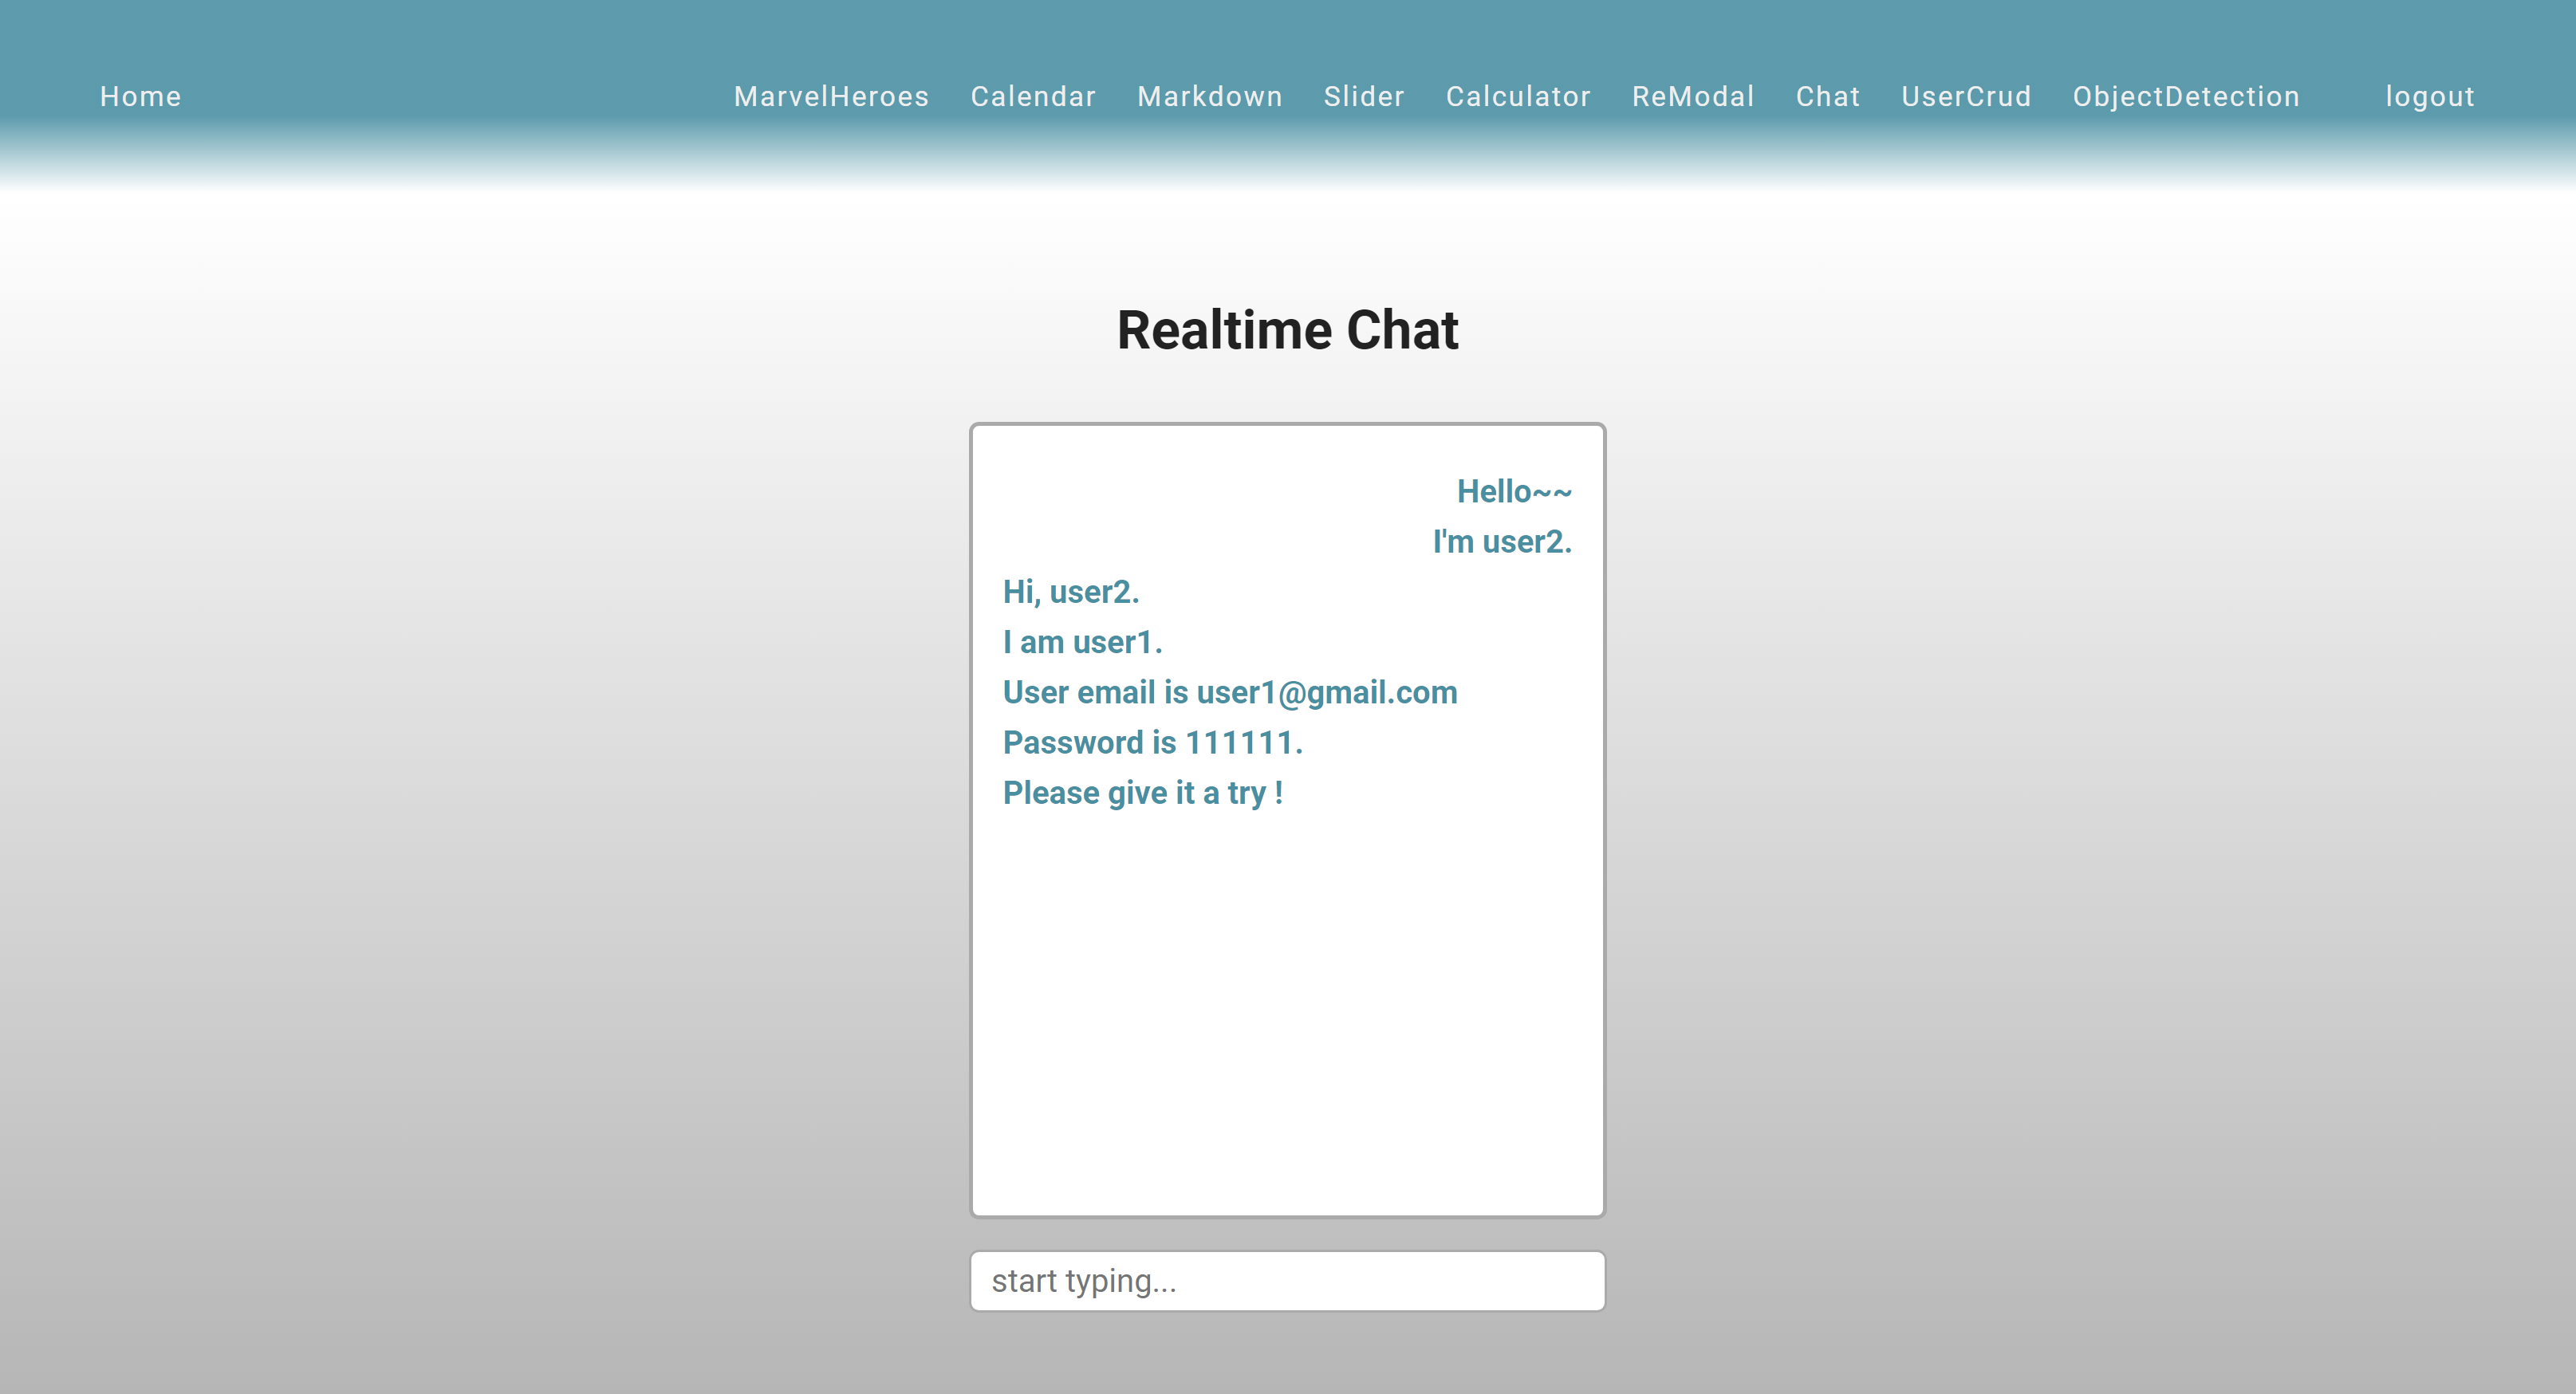 Home MarvelHeroes Calendar Markdown Slider Calculator ReModal Chat UserCrud ObjectDetection logout
Realtime Chat
Hello~~
I'm user2.
Hi, user2.
I am user1.
User email is user1@gmail.com
Password is 111111.
Please give it a try !
start typing...